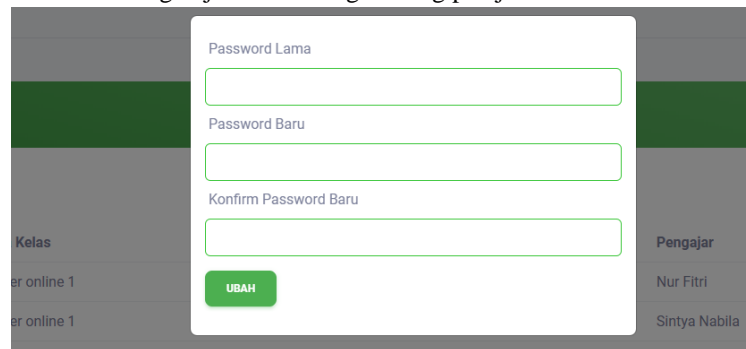 Password Lama
Password Baru
Konfirm Password Baru
Kelas Pengajar
er online 1 Nur Fitri
UBAH
er online 1 Sintya Nabila